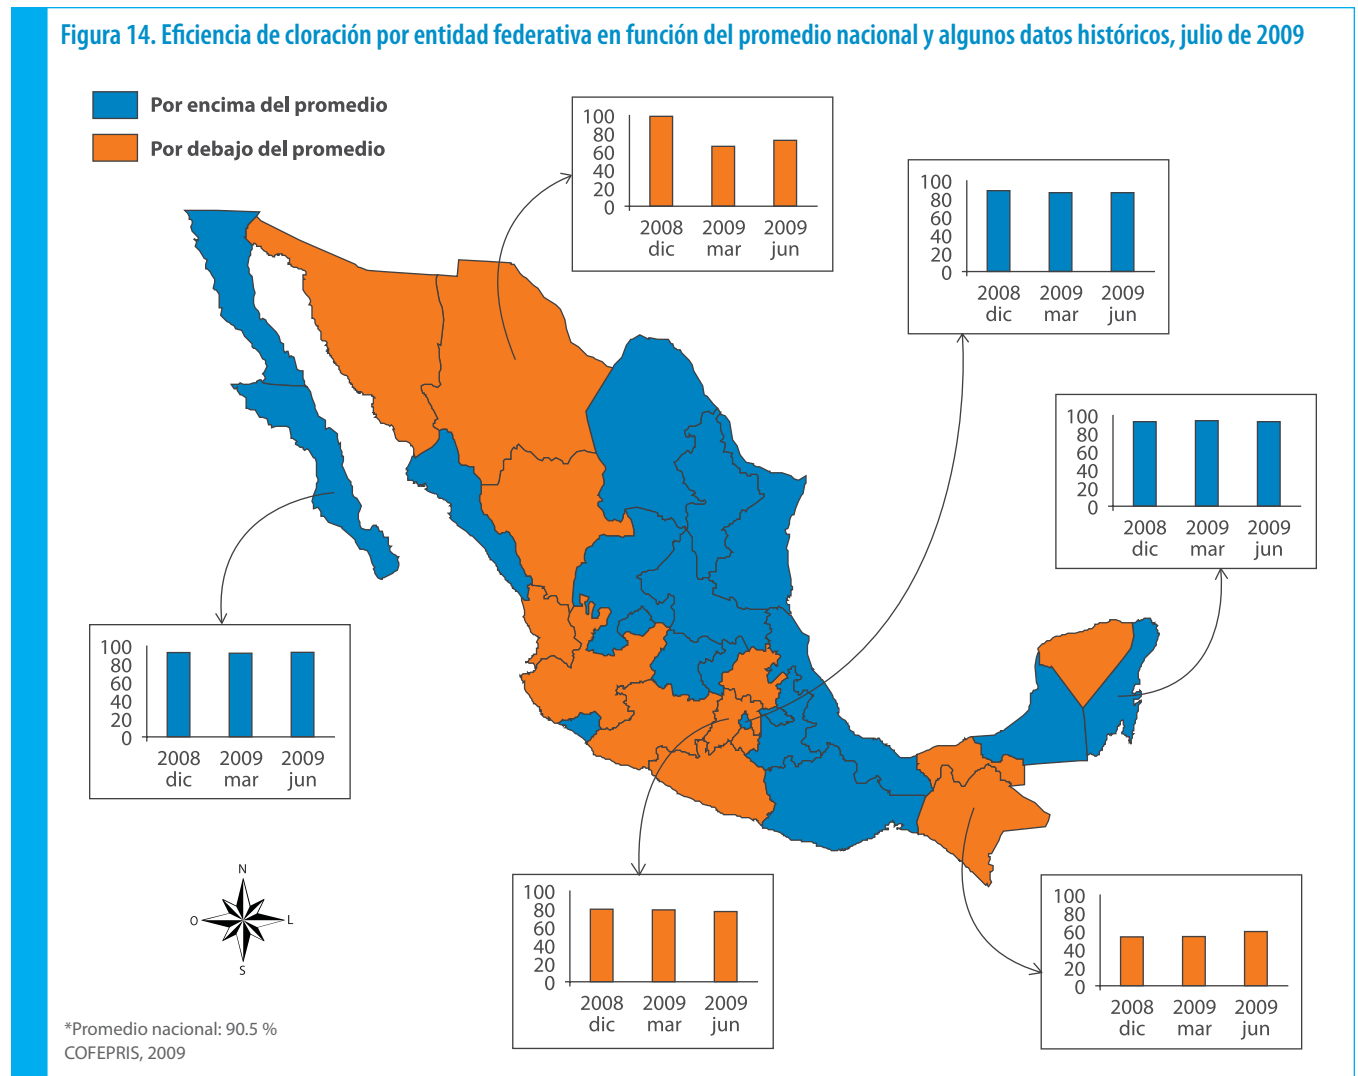 Figura 14. Eficiencia de cloración por entidad federativa en función del promedio nacional y algunos datos históricos, julio de 2009
Por encima del promedio
Por debajo del promedio
100
80
60
40
20
0
2008 2009 2009
dic mar jun
100
80
60
40
20
0
2008 2009 2009
dic mar jun
100
80
60
40
20
0
2008 2009 2009
dic mar jun
100
80
60
40
20
0
2008 2009 2009
dic mar jun
100
80
60
40
20
0
2008 2009 2009
dic mar jun
100
80
60
40
20
0
2008 2009 2009
dic mar jun
N
O L
S
*Promedio nacional: 90.5 %
COFEPRIS, 2009